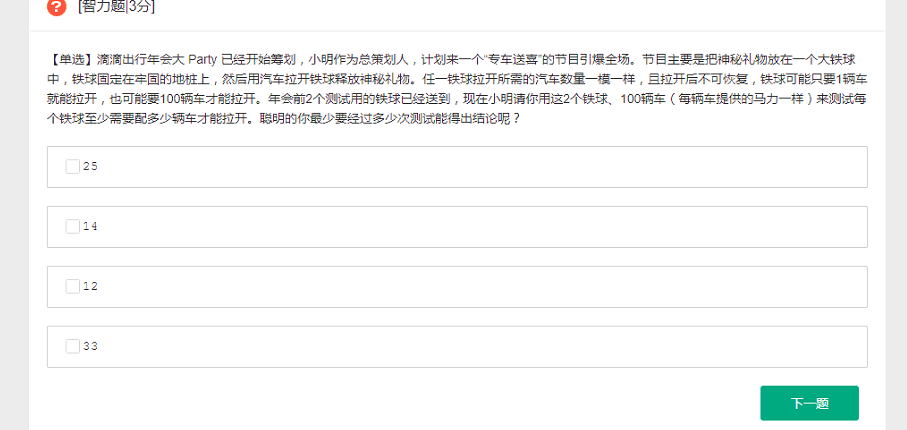 ? [智力题|3分]
【单选】滴滴出行年会大 Party 已经开始筹划，小明作为总策划人，计划来一个“专车送喜”的节目引爆全场。节目主要是把神秘礼物放在一个大铁球
中，铁球固定在牢固的地桩上，然后用汽车拉开铁球释放神秘礼物。任一铁球拉开所需的汽车数量一模一样，且拉开后不可恢复，铁球可能只要1辆车
就能拉开，也可能要100辆车才能拉开。年会前2个测试用的铁球已经送到，现在小明请你用这2个铁球、100辆车（每辆车提供的马力一样）来测试每
个铁球至少需要配多少辆车才能拉开。聪明的你最少要经过多少次测试能得出结论呢？
25
14
12
33
下一题